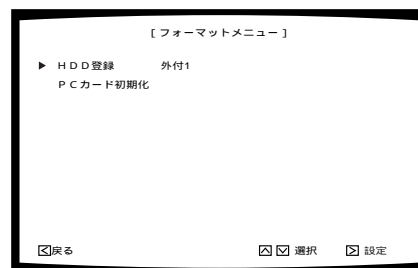 [フォーマットメニュー]
▶ HDD登録 外付1
PCカード初期化
<戻る ∧ ∨ 選択 > 設定